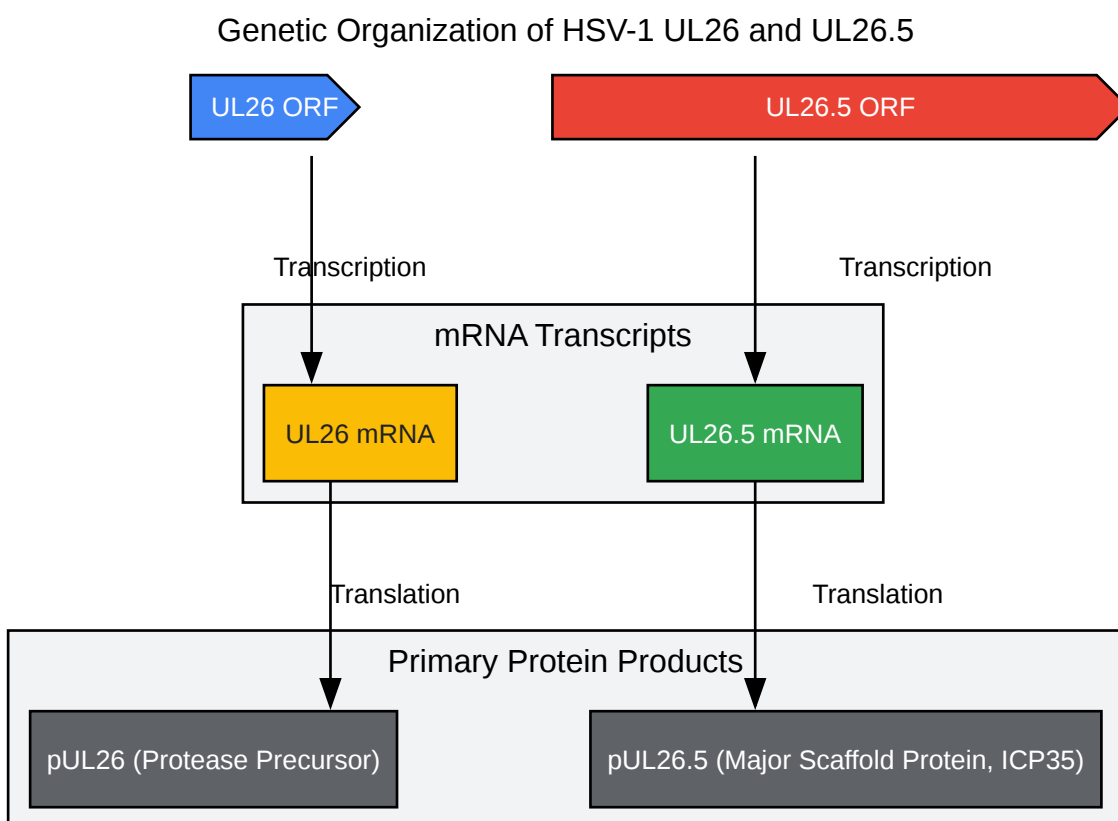 Genetic Organization of HSV-1 UL26 and UL26.5
UL26 ORF
UL26.5 ORF
Transcription
Transcription
mRNA Transcripts
UL26 mRNA
UL26.5 mRNA
Translation
Translation
Primary Protein Products
pUL26 (Protease Precursor)
pUL26.5 (Major Scaffold Protein, ICP35)